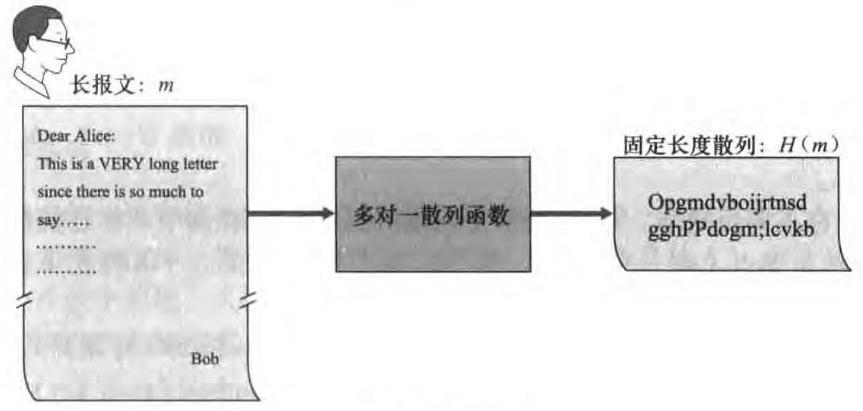 长报文：m
Dear Alice:
This is a VERY long letter
since there is so much to
say.....
..........
..........
Bob
多对一散列函数
固定长度散列：H(m)
Opgmdvboijrtnsd
gghPPdogm;lcvkb